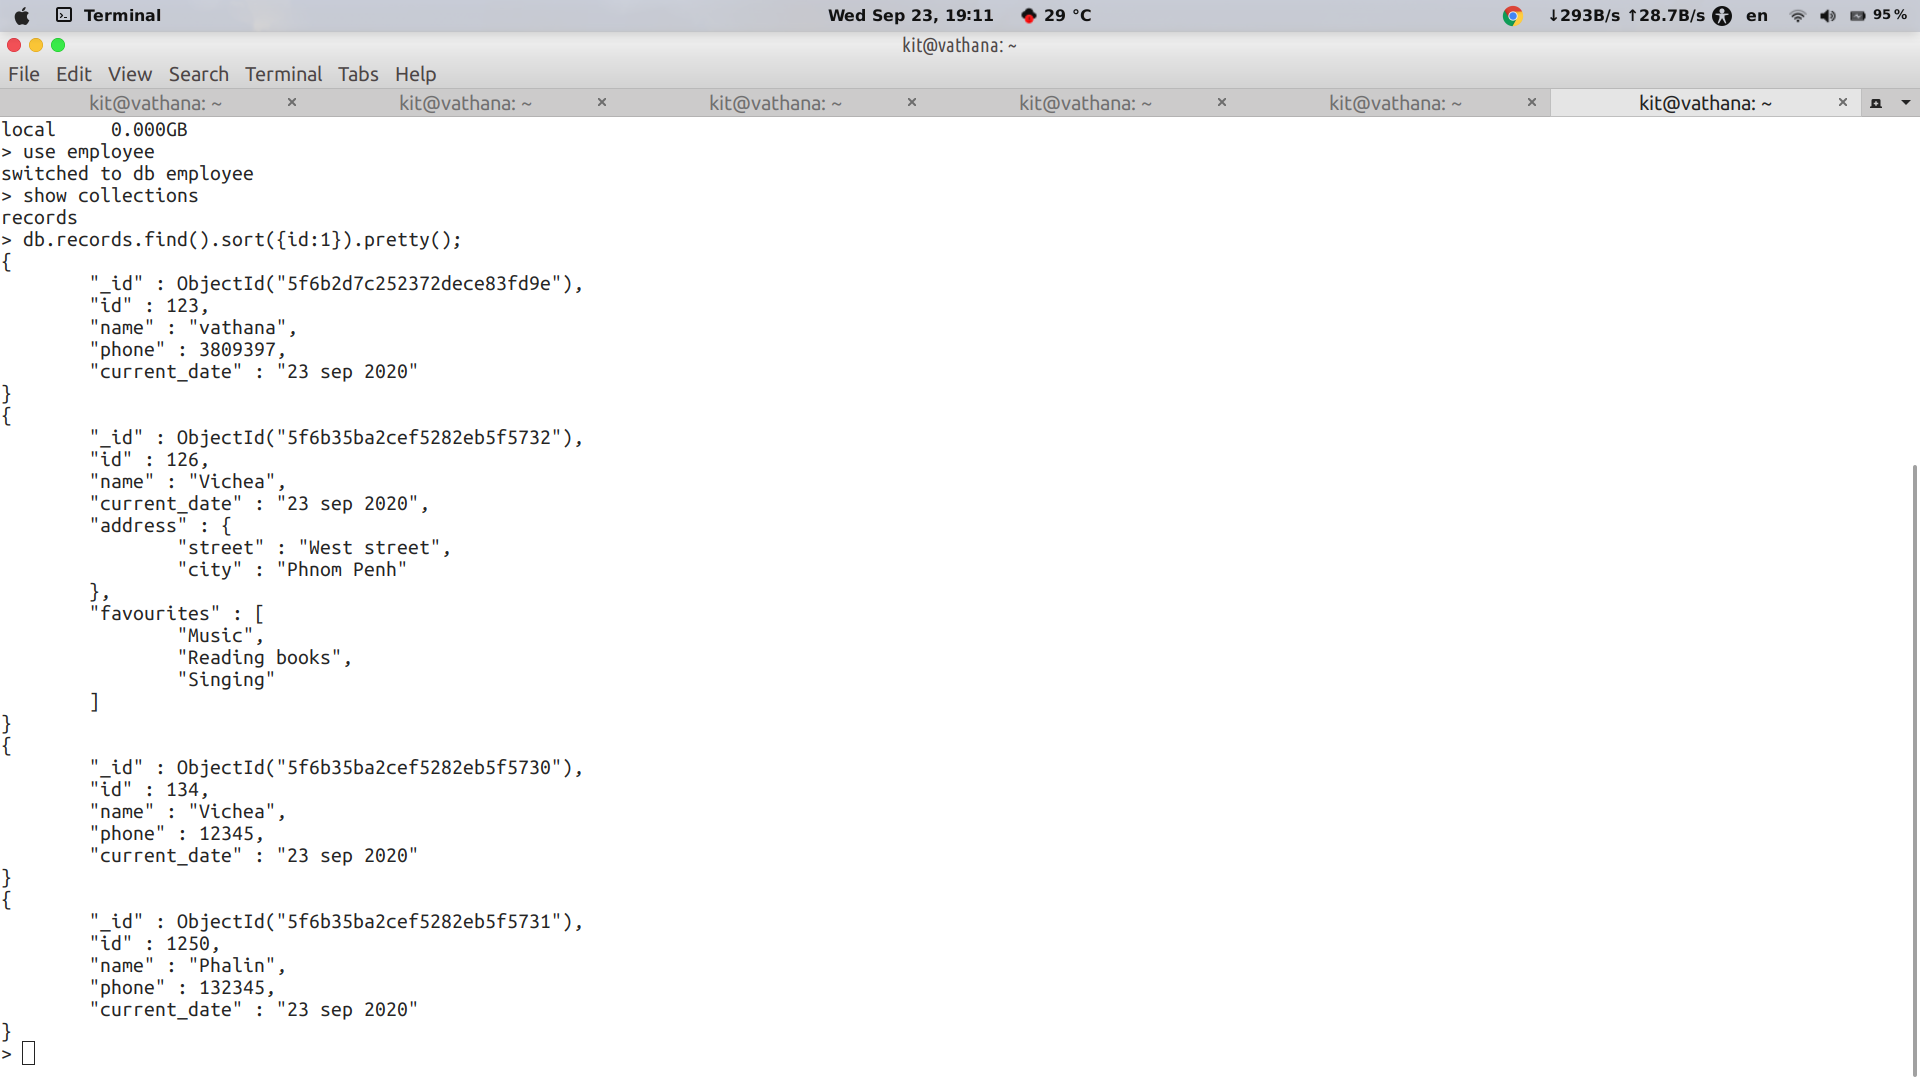 Terminal
Wed Sep 23, 19:11 29 °C
↓293B/s ↑28.7B/s en 95%
kit@vathana: ~
File Edit View Search Terminal Tabs Help
kit@vathana: ~ × kit@vathana: ~ × kit@vathana: ~ × kit@vathana: ~ × kit@vathana: ~ × kit@vathana: ~ ×
local     0.000GB
> use employee
switched to db employee
> show collections
records
> db.records.find().sort({id:1}).pretty();
{
        "_id" : ObjectId("5f6b2d7c252372dece83fd9e"),
        "id" : 123,
        "name" : "vathana",
        "phone" : 3809397,
        "current_date" : "23 sep 2020"
}
{
        "_id" : ObjectId("5f6b35ba2cef5282eb5f5732"),
        "id" : 126,
        "name" : "Vichea",
        "current_date" : "23 sep 2020",
        "address" : {
                "street" : "West street",
                "city" : "Phnom Penh"
        },
        "favourites" : [
                "Music",
                "Reading books",
                "Singing"
        ]
}
{
        "_id" : ObjectId("5f6b35ba2cef5282eb5f5730"),
        "id" : 134,
        "name" : "Vichea",
        "phone" : 12345,
        "current_date" : "23 sep 2020"
}
{
        "_id" : ObjectId("5f6b35ba2cef5282eb5f5731"),
        "id" : 1250,
        "name" : "Phalin",
        "phone" : 132345,
        "current_date" : "23 sep 2020"
}
>